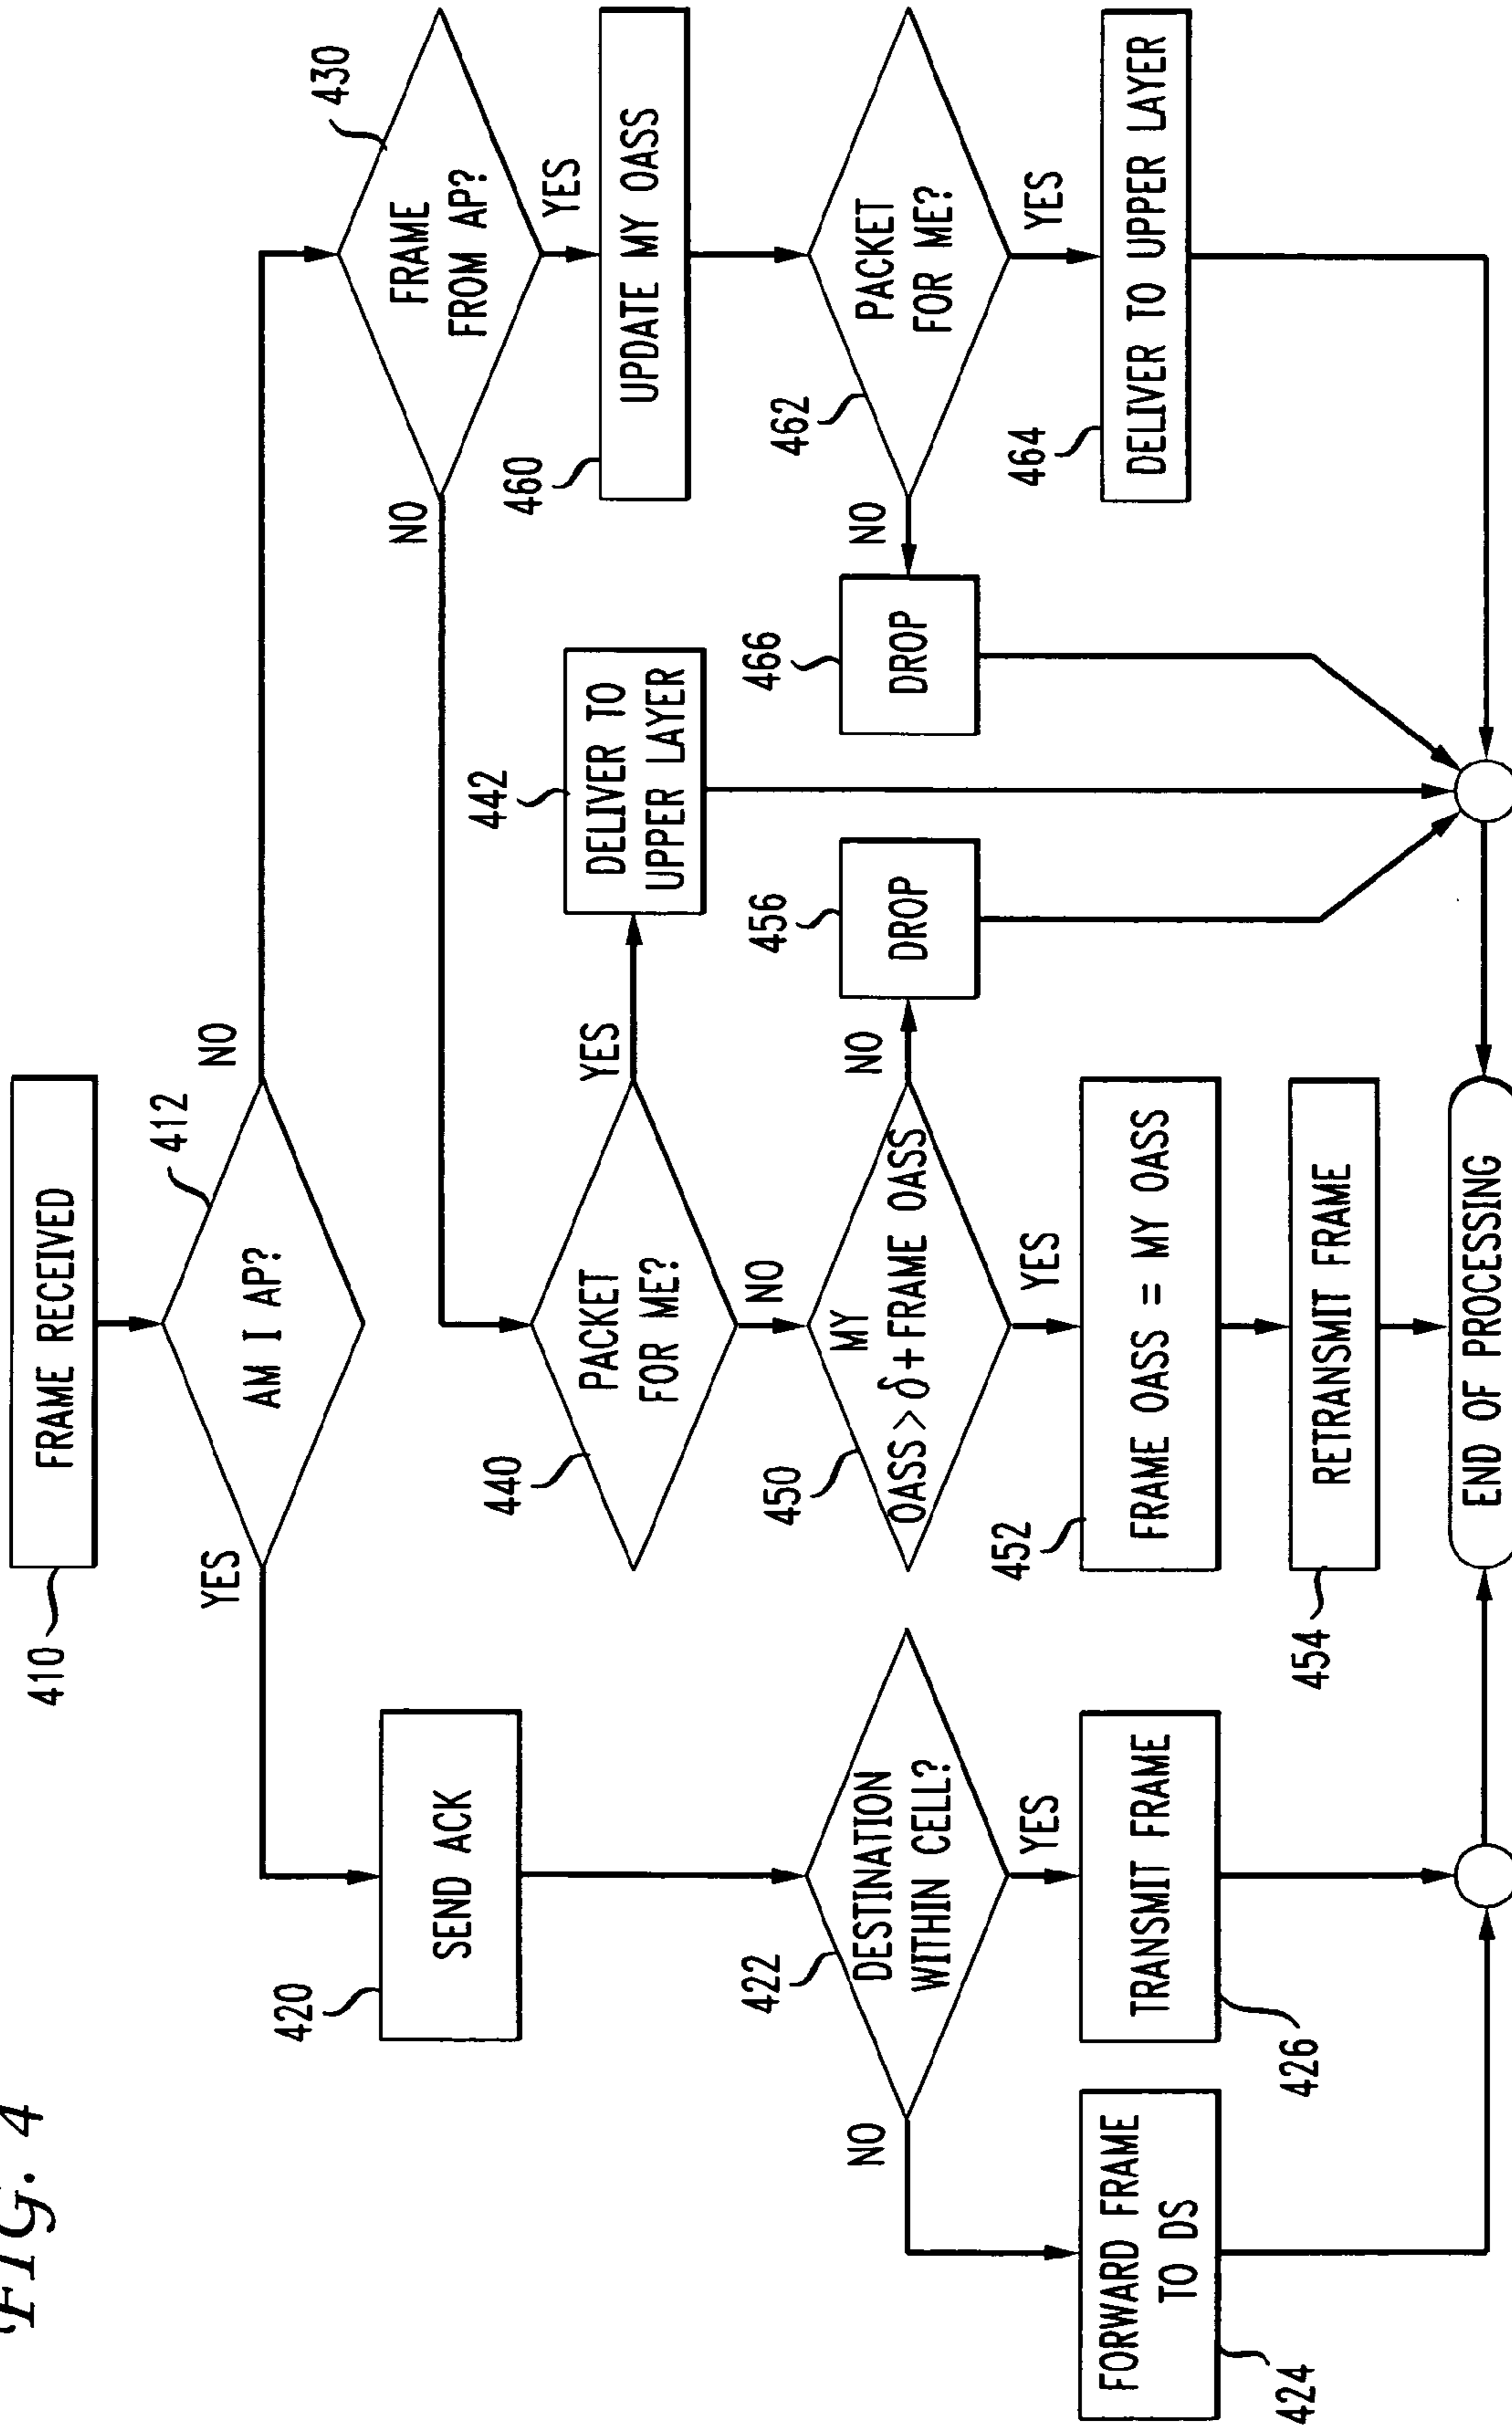 FIG. 4
FRAME RECEIVED
410
AM I AP?
412
YES
NO
SEND ACK
420
FRAME
FROM AP?
430
NO
YES
UPDATE MY OASS
460
PACKET
FOR ME?
440
YES
NO
DELIVER TO
UPPER LAYER
442
DESTINATION
WITHIN CELL?
422
NO
YES
MY
OASS > δ + FRAME OASS
450
NO
YES
DROP
456
DROP
466
PACKET
FOR ME?
462
NO
YES
FORWARD FRAME
TO DS
424
TRANSMIT FRAME
426
FRAME OASS = MY OASS
452
DELIVER TO UPPER LAYER
464
RETRANSMIT FRAME
454
END OF PROCESSING